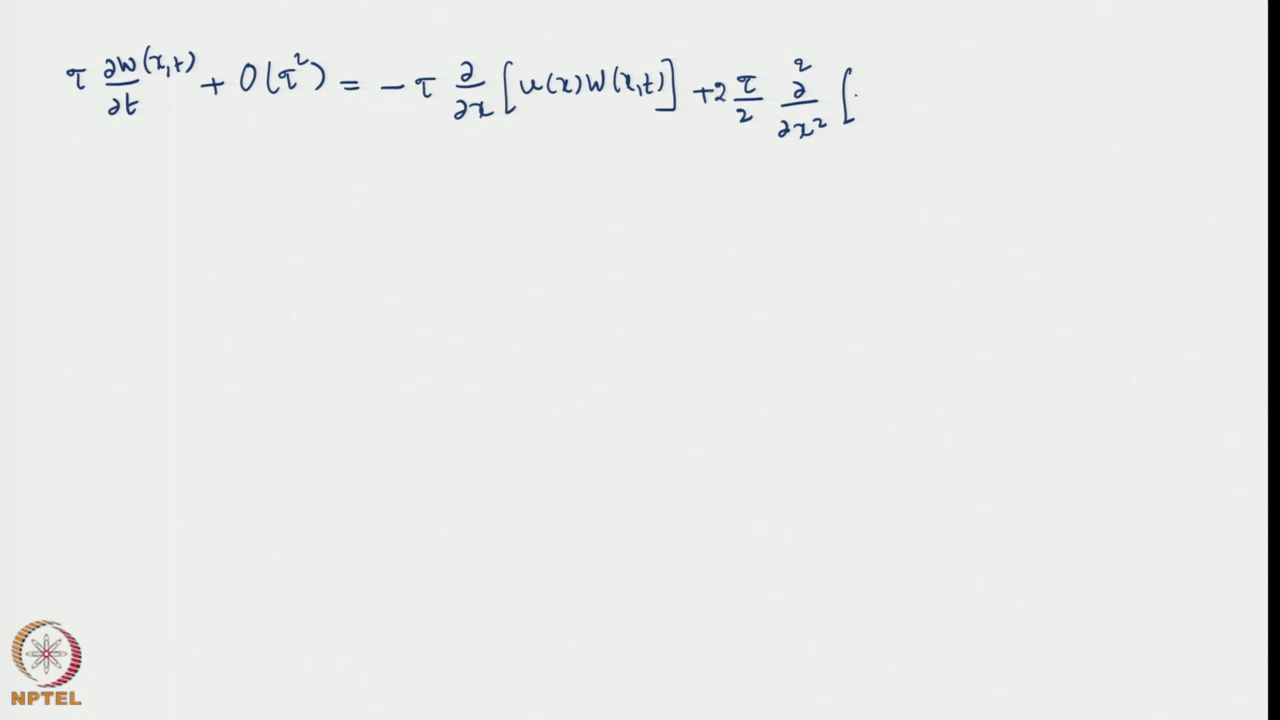 τ ∂W(x,t)/∂t + O(τ²) = - τ ∂/∂x [u(x)W(x,t)] + 2 τ/2 ∂²/∂x² [
NPTEL